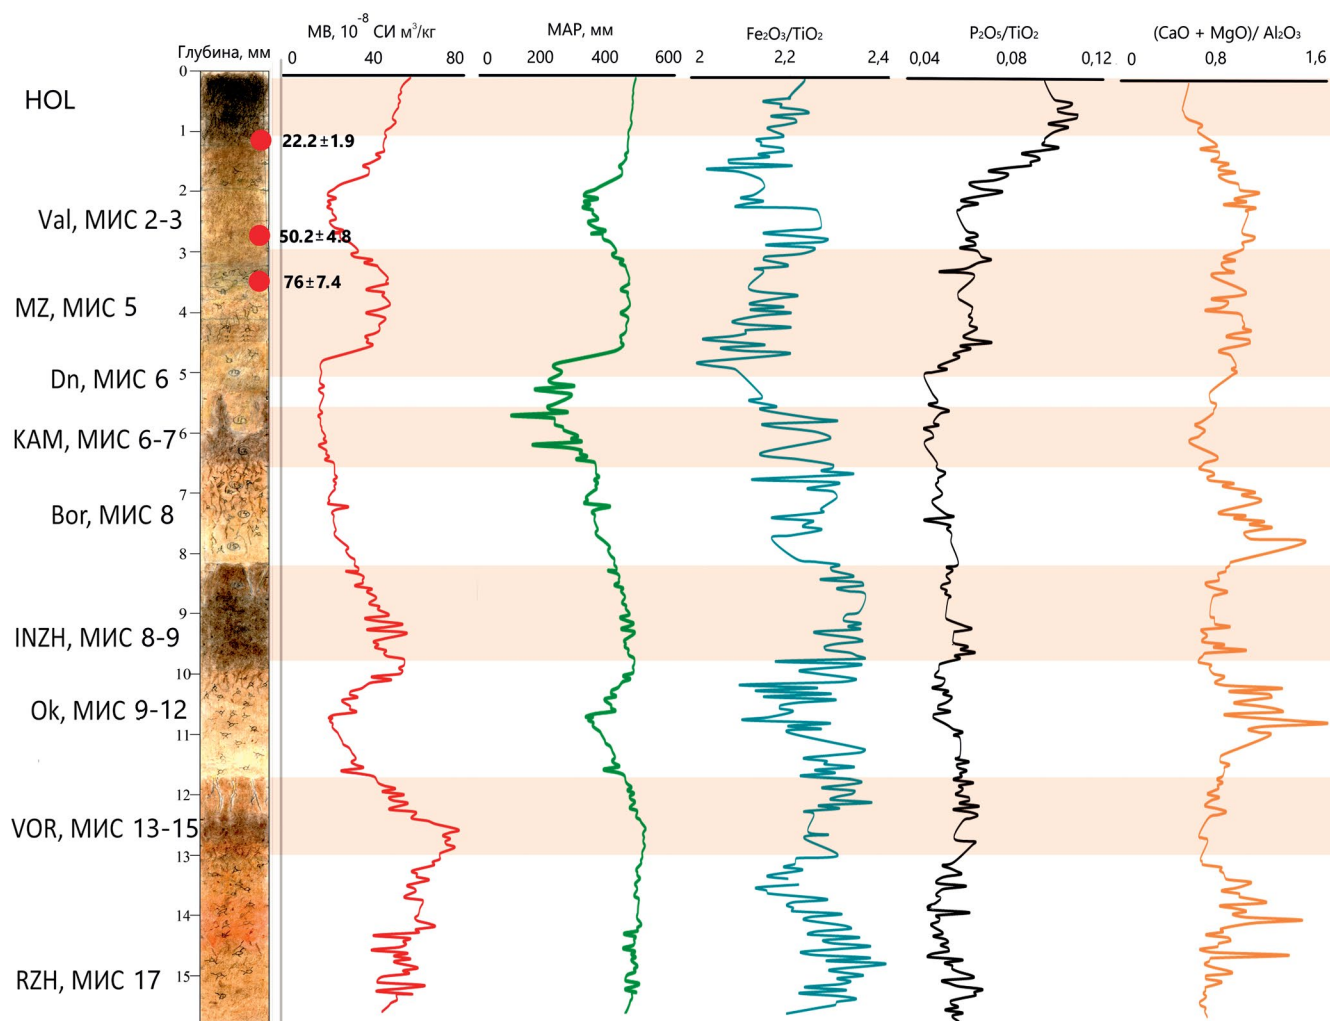 Глубина, мм
МВ, 10⁻⁸ СИ м³/кг
МАР, мм
Fe₂O₃/TiO₂
P₂O₅/TiO₂
(CaO + MgO)/ Al₂O₃
0 40 80
0 200 400 600
2 2,2 2,4
0,04 0,08 0,12
0 0,8 1,6
0
HOL
1
22.2±1.9
2
Val, МИС 2-3
50.2±4.8
3
76±7.4
MZ, МИС 5
4
5
Dn, МИС 6
KAM, МИС 6-7
6
7
Bor, МИС 8
8
9
INZH, МИС 8-9
10
Ok, МИС 9-12
11
12
VOR, МИС 13-15
13
14
15
RZH, МИС 17